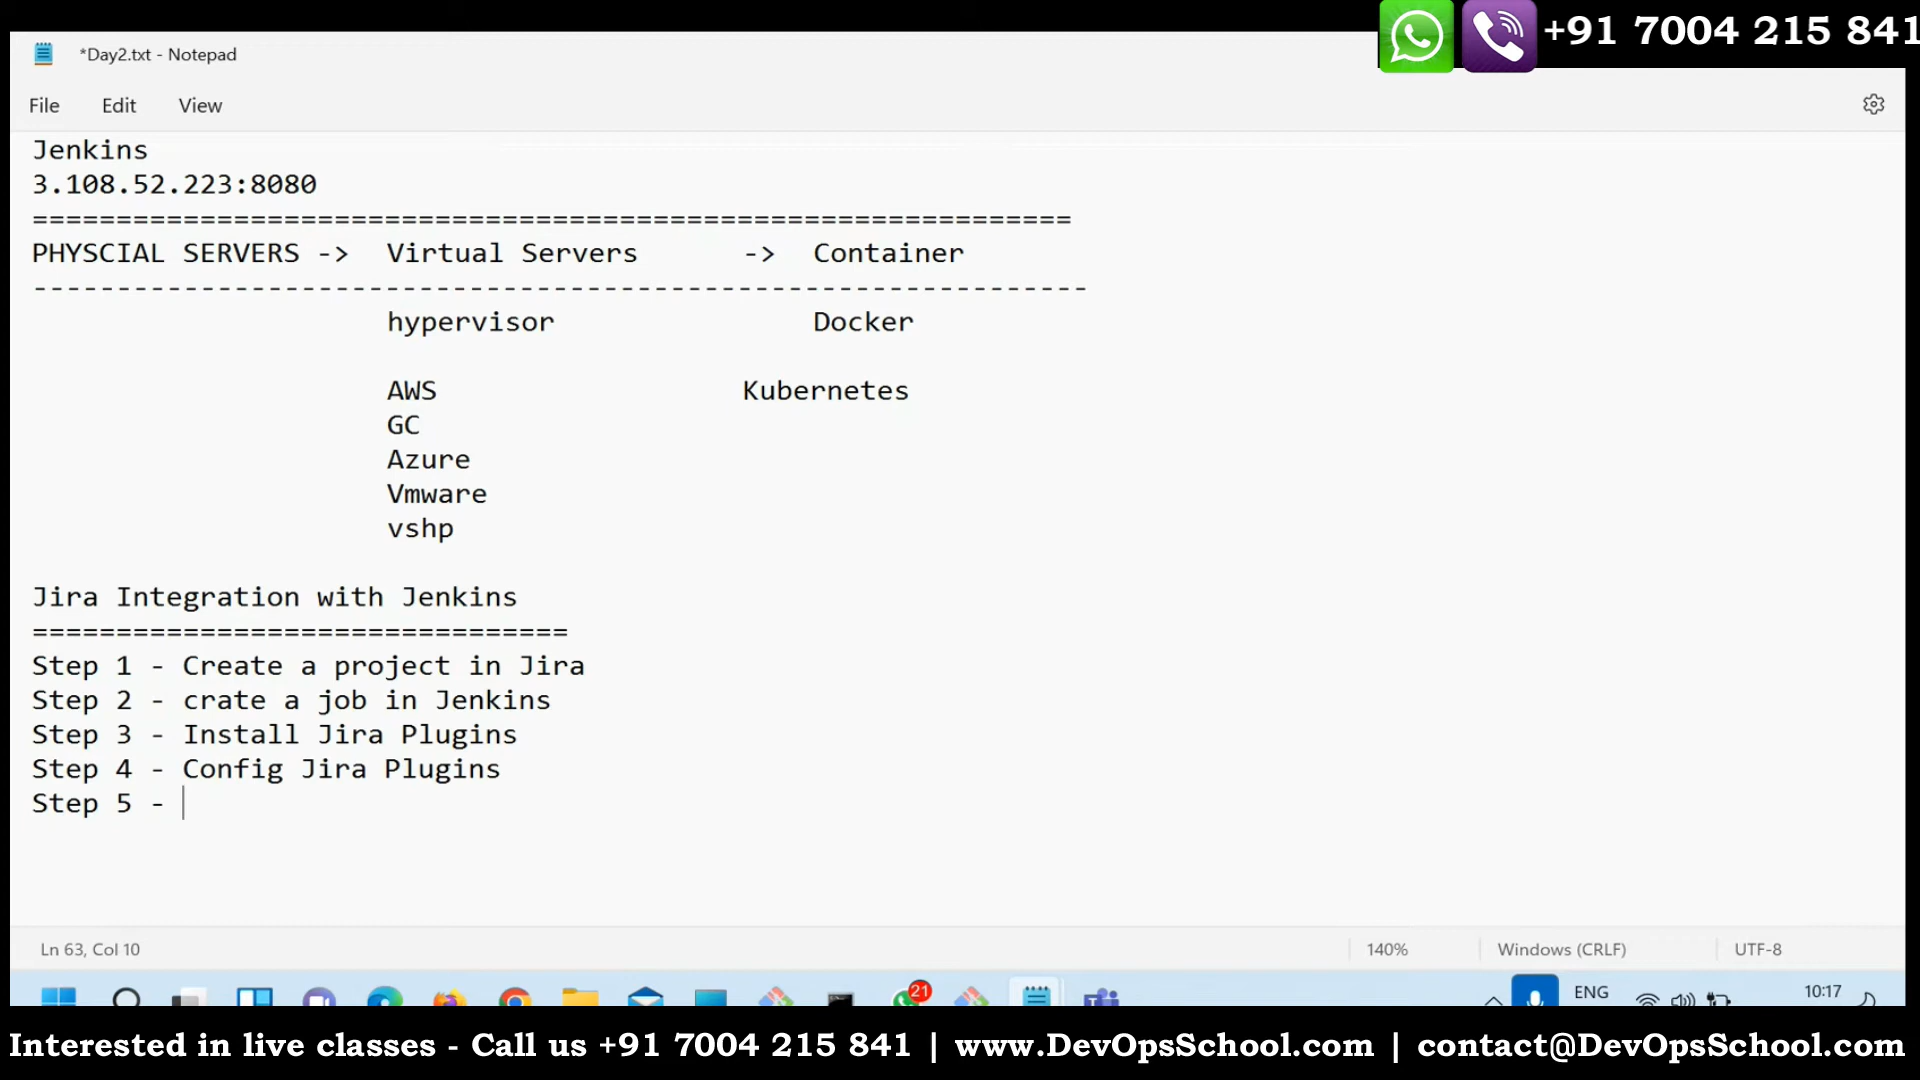 +91 7004 215 841
*Day2.txt - Notepad
File Edit View
Jenkins
3.108.52.223:8080
==============================================================
PHYSCIAL SERVERS -> Virtual Servers -> Container
---------------------------------------------------------------
hypervisor Docker
AWS Kubernetes
GC
Azure
Vmware
vshp
Jira Integration with Jenkins
================================
Step 1 - Create a project in Jira
Step 2 - crate a job in Jenkins
Step 3 - Install Jira Plugins
Step 4 - Config Jira Plugins
Step 5 -
Ln 63, Col 10 140% Windows (CRLF) UTF-8
21 ENG 10:17
Interested in live classes - Call us +91 7004 215 841 | www.DevOpsSchool.com | contact@DevOpsSchool.com